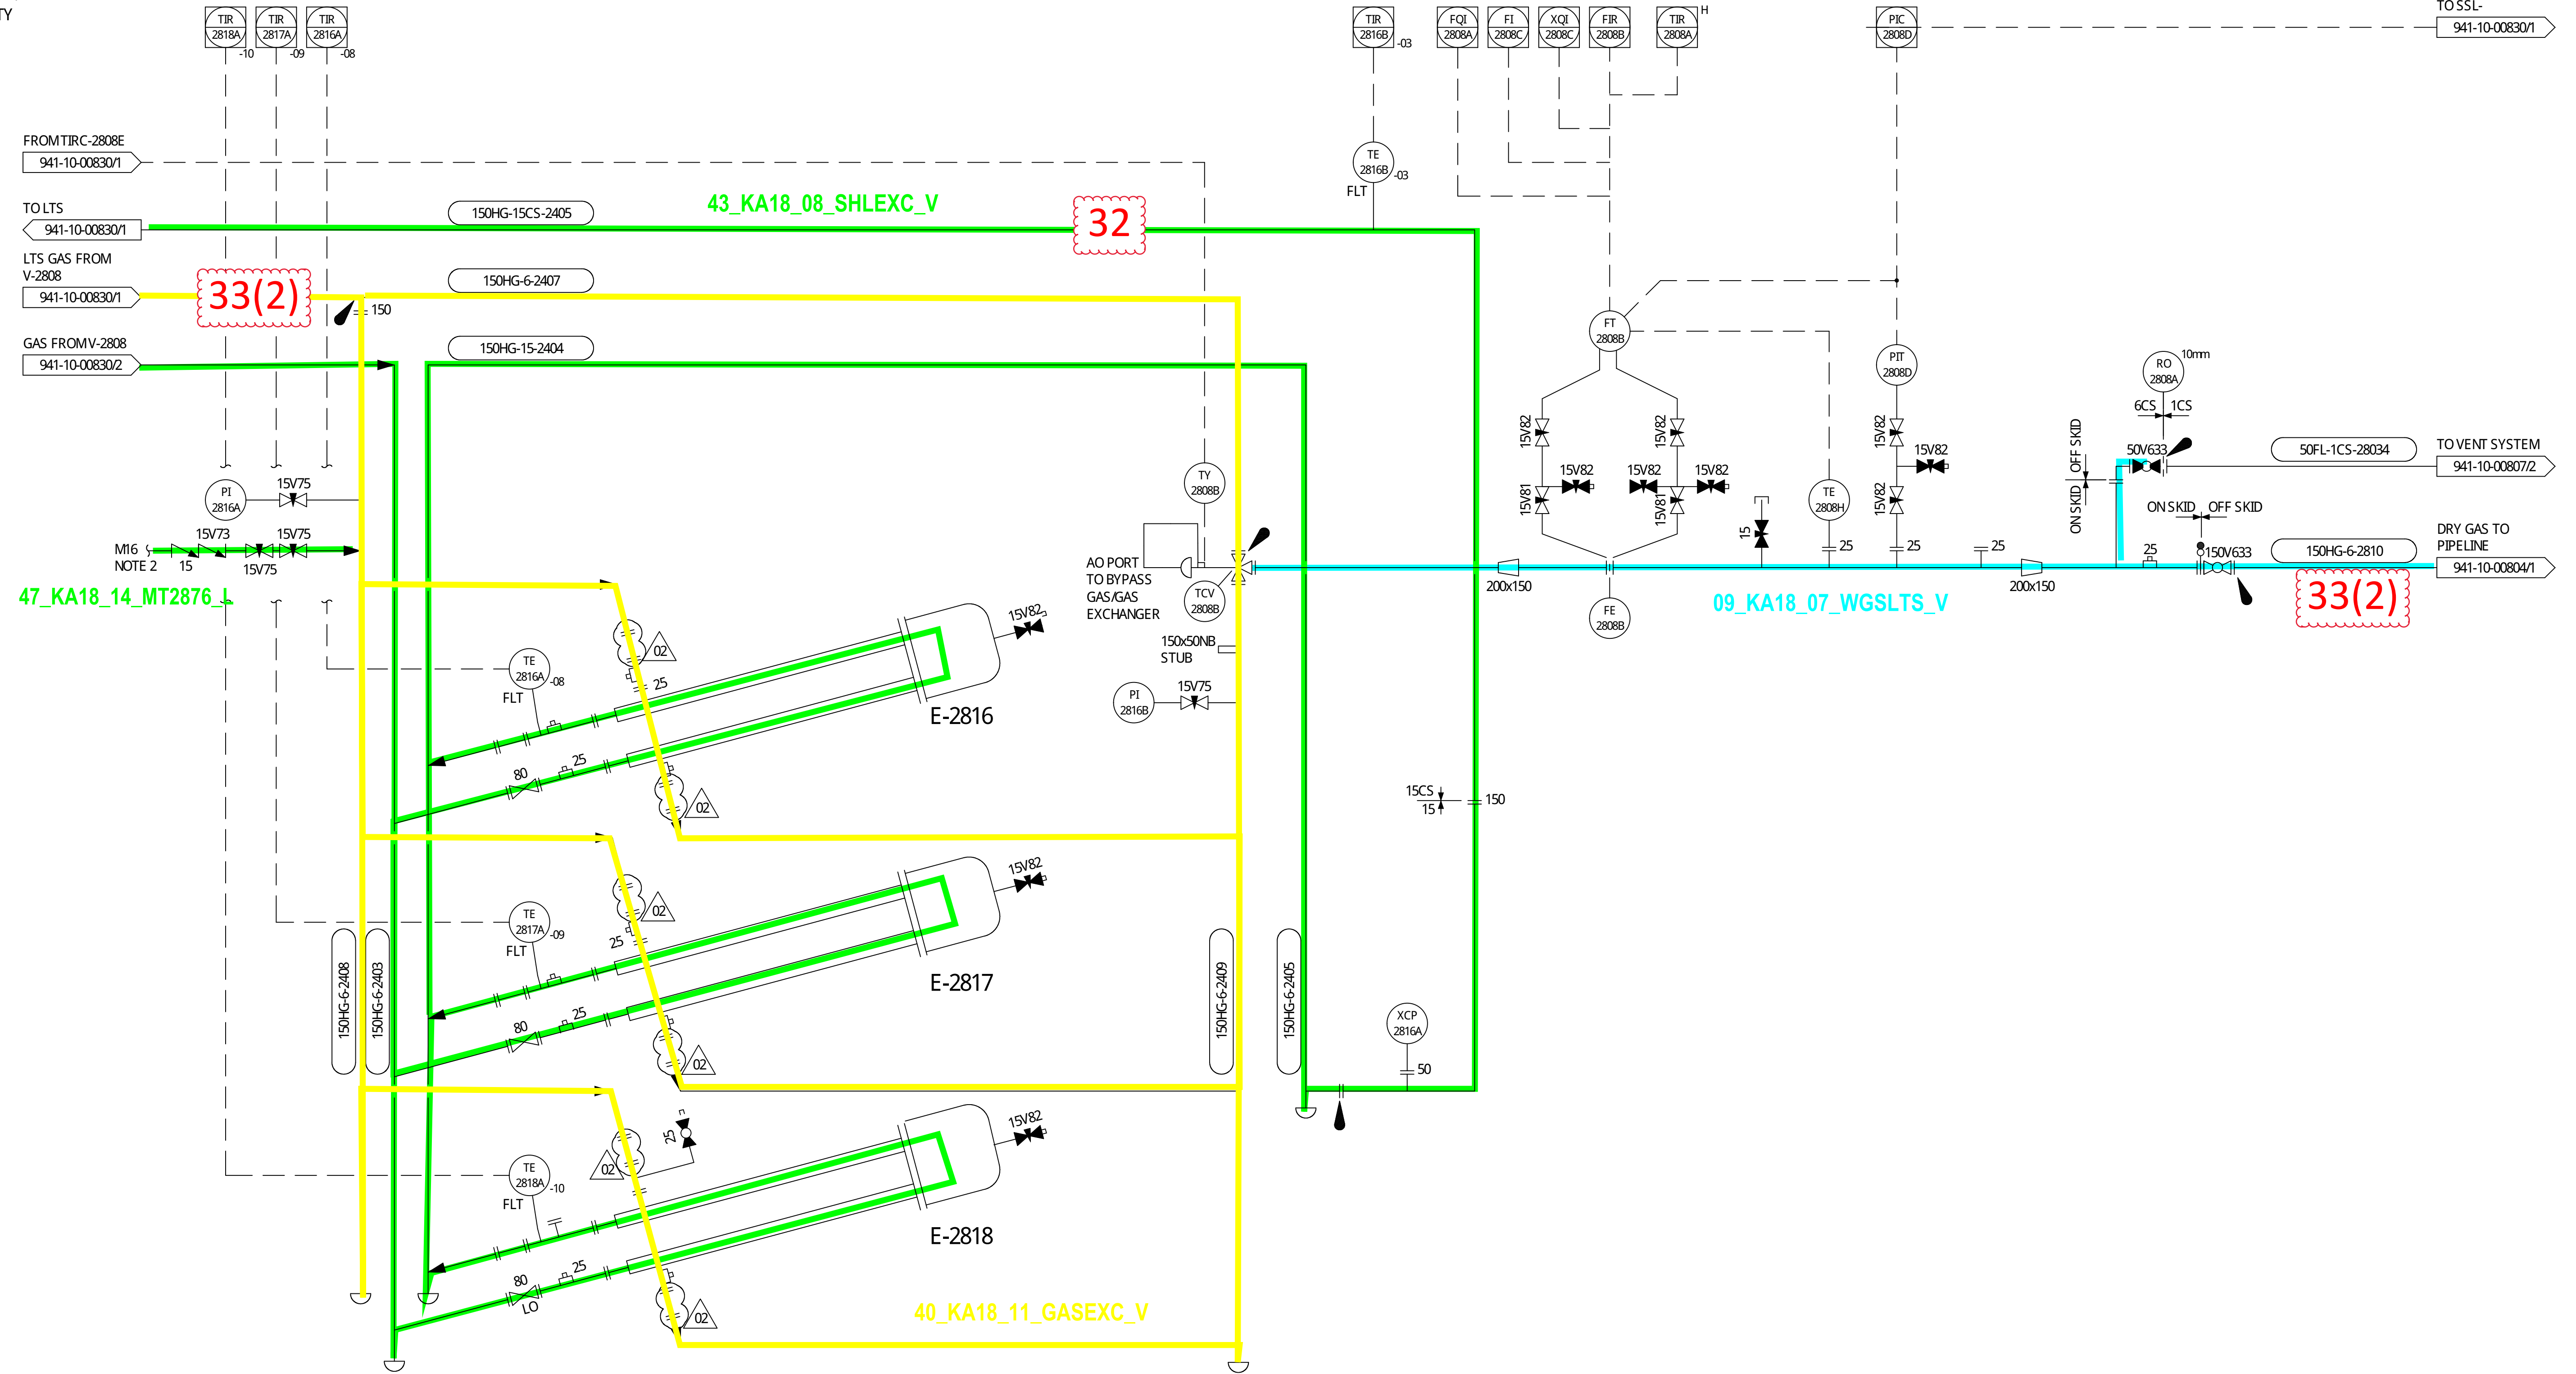 TY
TIR
2818A
-10
TIR
2817A
-09
TIR
2816A
-08
TIR
2816B
-03
FQI
2808A
FI
2808C
XQI
2808C
FIR
2808B
TIR
2808A
H
PIC
2808D
TO SSL-
941-10-00830/1
FROM TIRC-2808E
941-10-00830/1
TE
2816B
-03
FLT
TO LTS
941-10-00830/1
150HG-15CS-2405
43_KA18_08_SHLEXC_V
32
LTS GAS FROM
V-2808
941-10-00830/1
33(2)
150HG-6-2407
150
GAS FROM V-2808
941-10-00830/2
150HG-15-2404
FT
2808B
PIT
2808D
RO
2808A
10mm
6CS
1CS
15V82
15V82
15V82
15V82
15V82
15V82
15V82
15V81
15V81
15V82
ON SKID
OFF SKID
50V633
50FL-1CS-28034
TO VENT SYSTEM
941-10-00807/2
PI
2816A
15V75
TY
2808B
TE
2808H
ON SKID
OFF SKID
M16
NOTE 2
15V73
15
15V75
15V75
AO PORT
TO BYPASS
GAS/GAS
EXCHANGER
TCV
2808B
200x150
FE
2808B
15
25
25
25
200x150
25
150V633
150HG-6-2810
DRY GAS TO
PIPELINE
941-10-00804/1
33(2)
47_KA18_14_MT2876_L
09_KA18_07_WGSLTS_V
150x50NB
STUB
PI
2816B
15V75
TE
2816A
-08
FLT
02
25
15V82
E-2816
80
25
02
15CS
15
150
TE
2817A
-09
FLT
02
25
15V82
E-2817
80
25
02
150HG-6-2408
150HG-6-2403
150HG-6-2409
150HG-6-2405
XCP
2816A
50
TE
2818A
-10
FLT
02
25
15V82
E-2818
80
LO
25
02
40_KA18_11_GASEXC_V